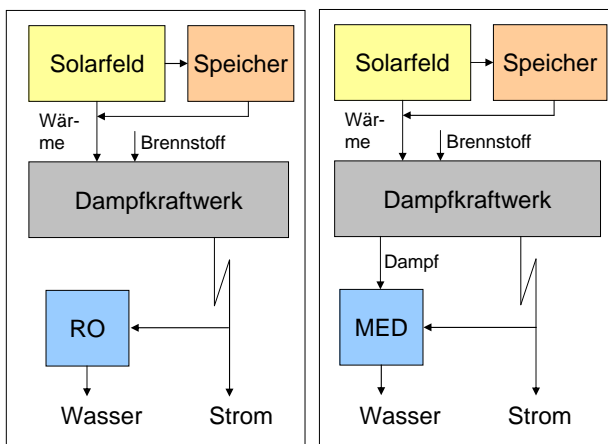 Solarfeld
Speicher
Wär-
me
Brennstoff
Dampfkraftwerk
RO
Wasser
Strom
Solarfeld
Speicher
Wär-
me
Brennstoff
Dampfkraftwerk
Dampf
MED
Wasser
Strom